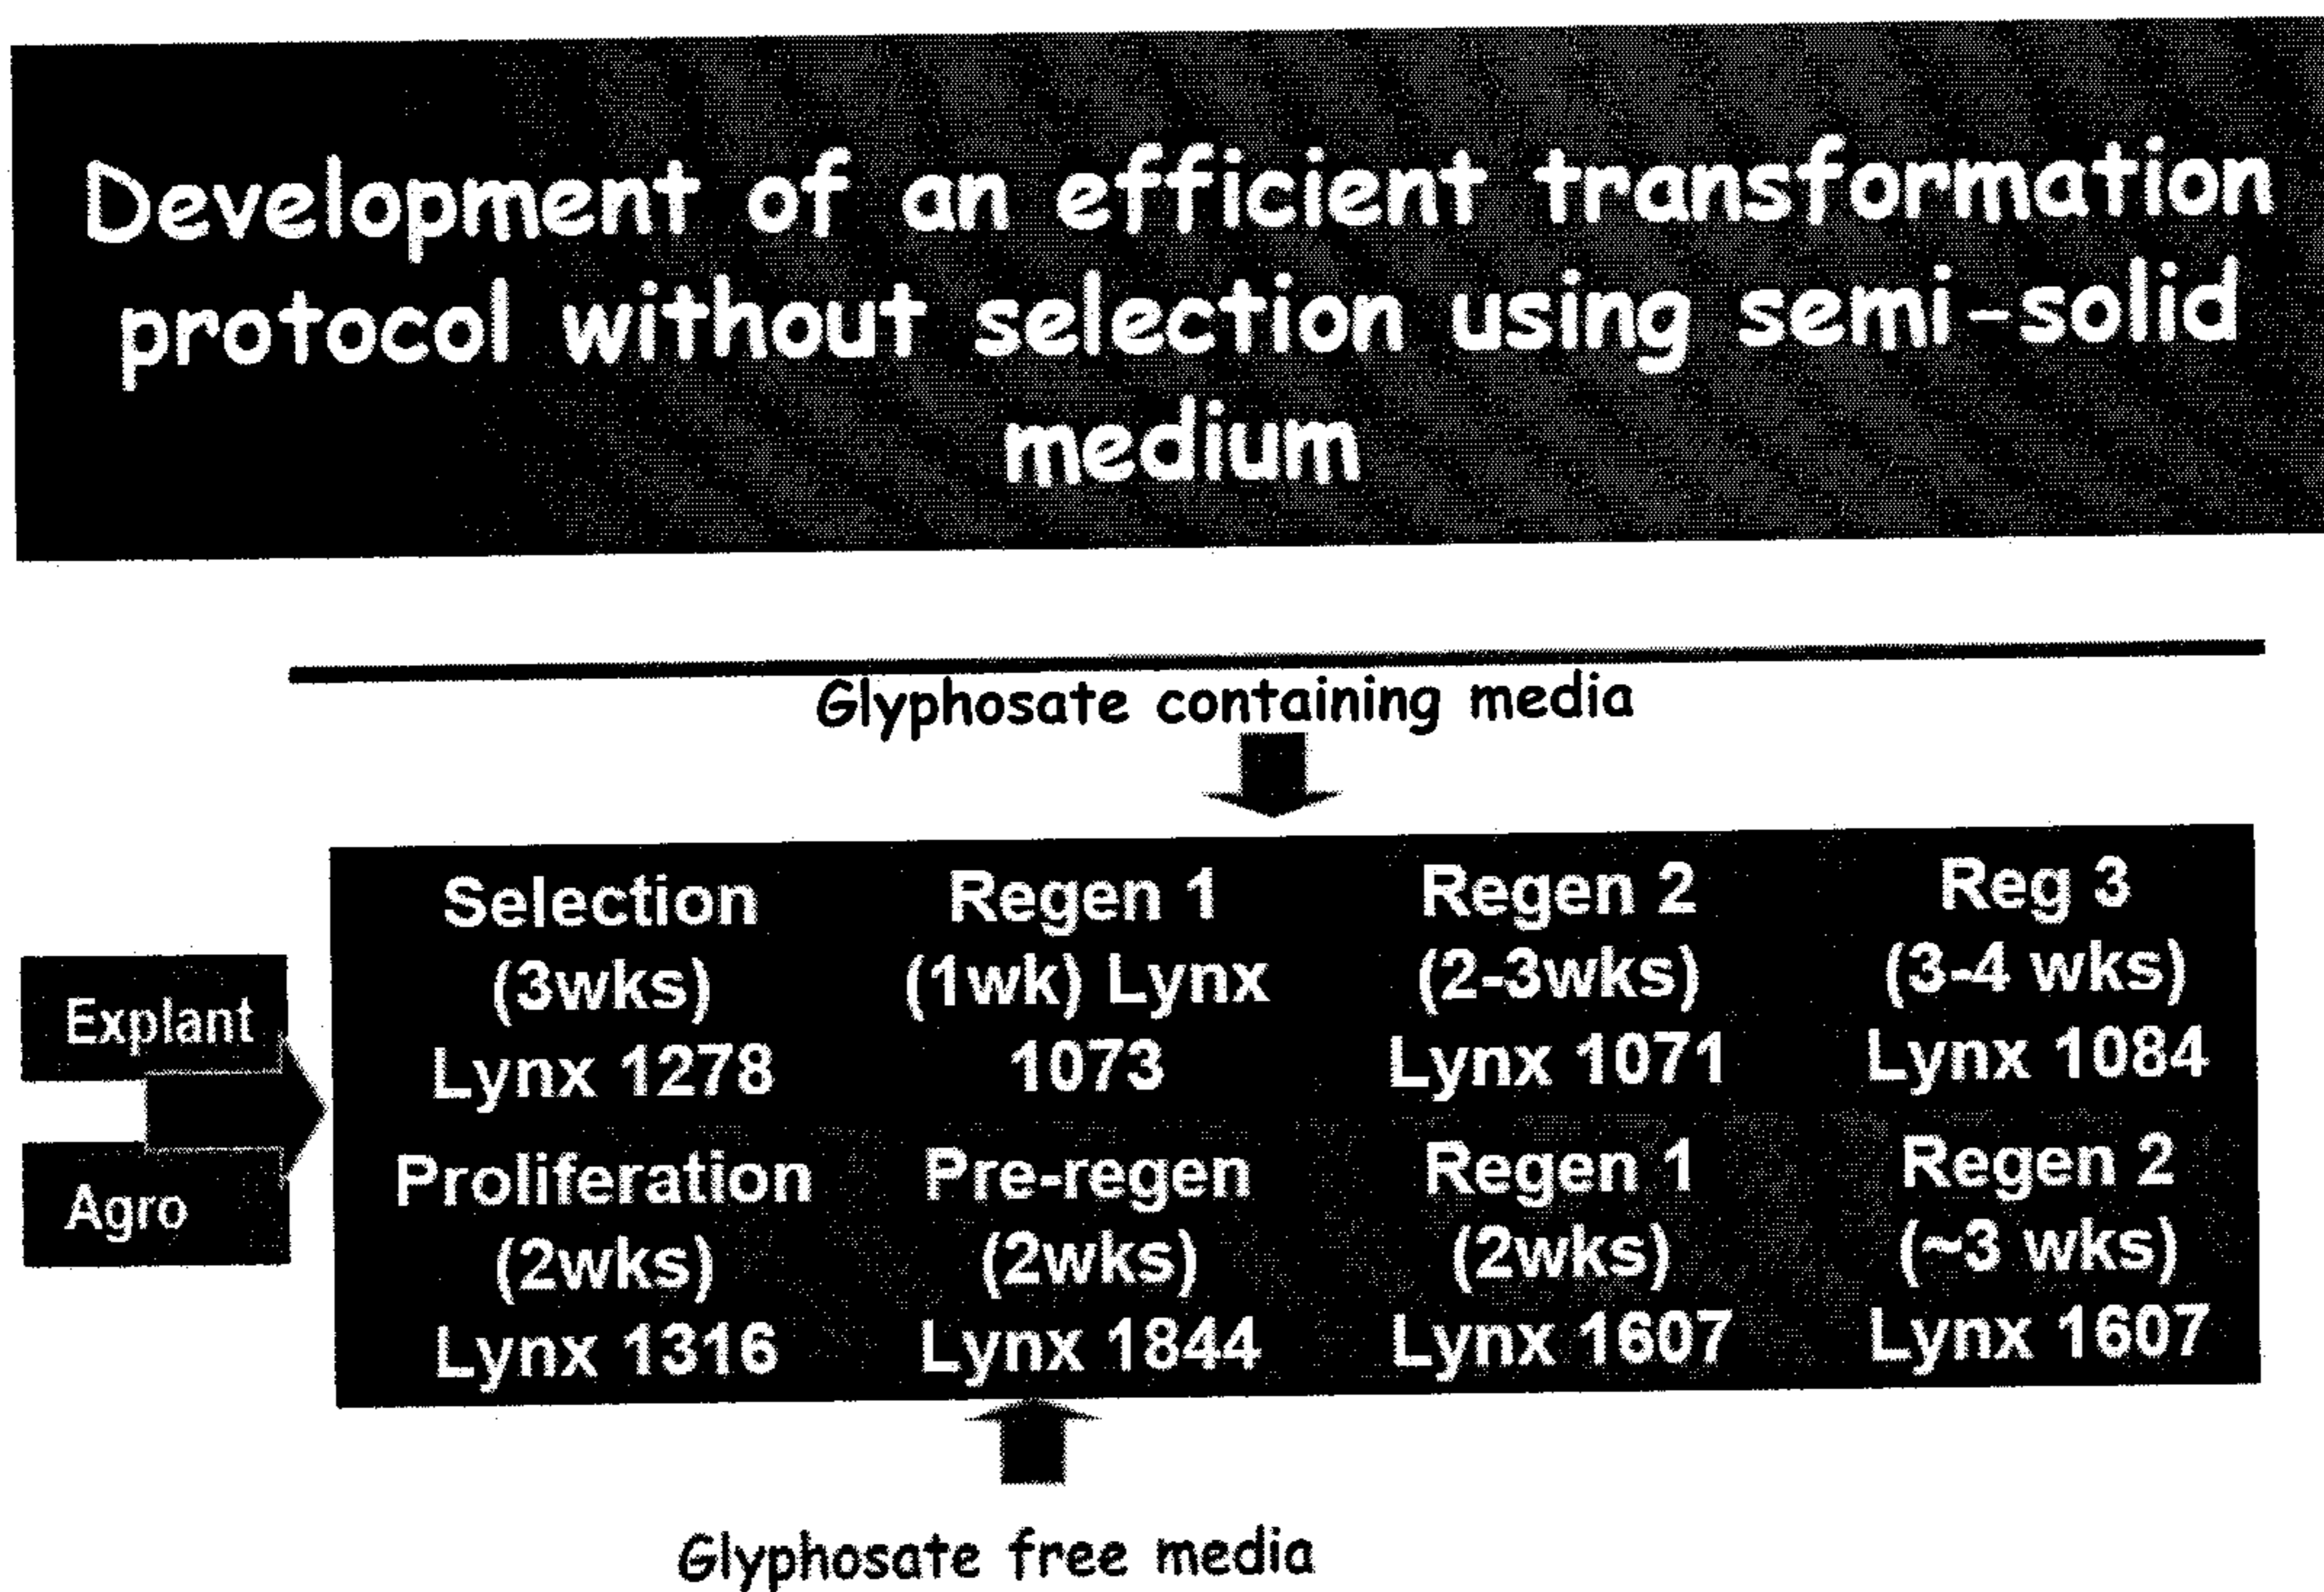 Development of an efficient transformation
protocol without selection using semi-solid
medium
Glyphosate containing media
Explant
Agro
Selection
(3wks)
Lynx 1278
Regen 1
(1wk) Lynx
1073
Regen 2
(2-3wks)
Lynx 1071
Reg 3
(3-4 wks)
Lynx 1084
Proliferation
(2wks)
Lynx 1316
Pre-regen
(2wks)
Lynx 1844
Regen 1
(2wks)
Lynx 1607
Regen 2
(~3 wks)
Lynx 1607
Glyphosate free media